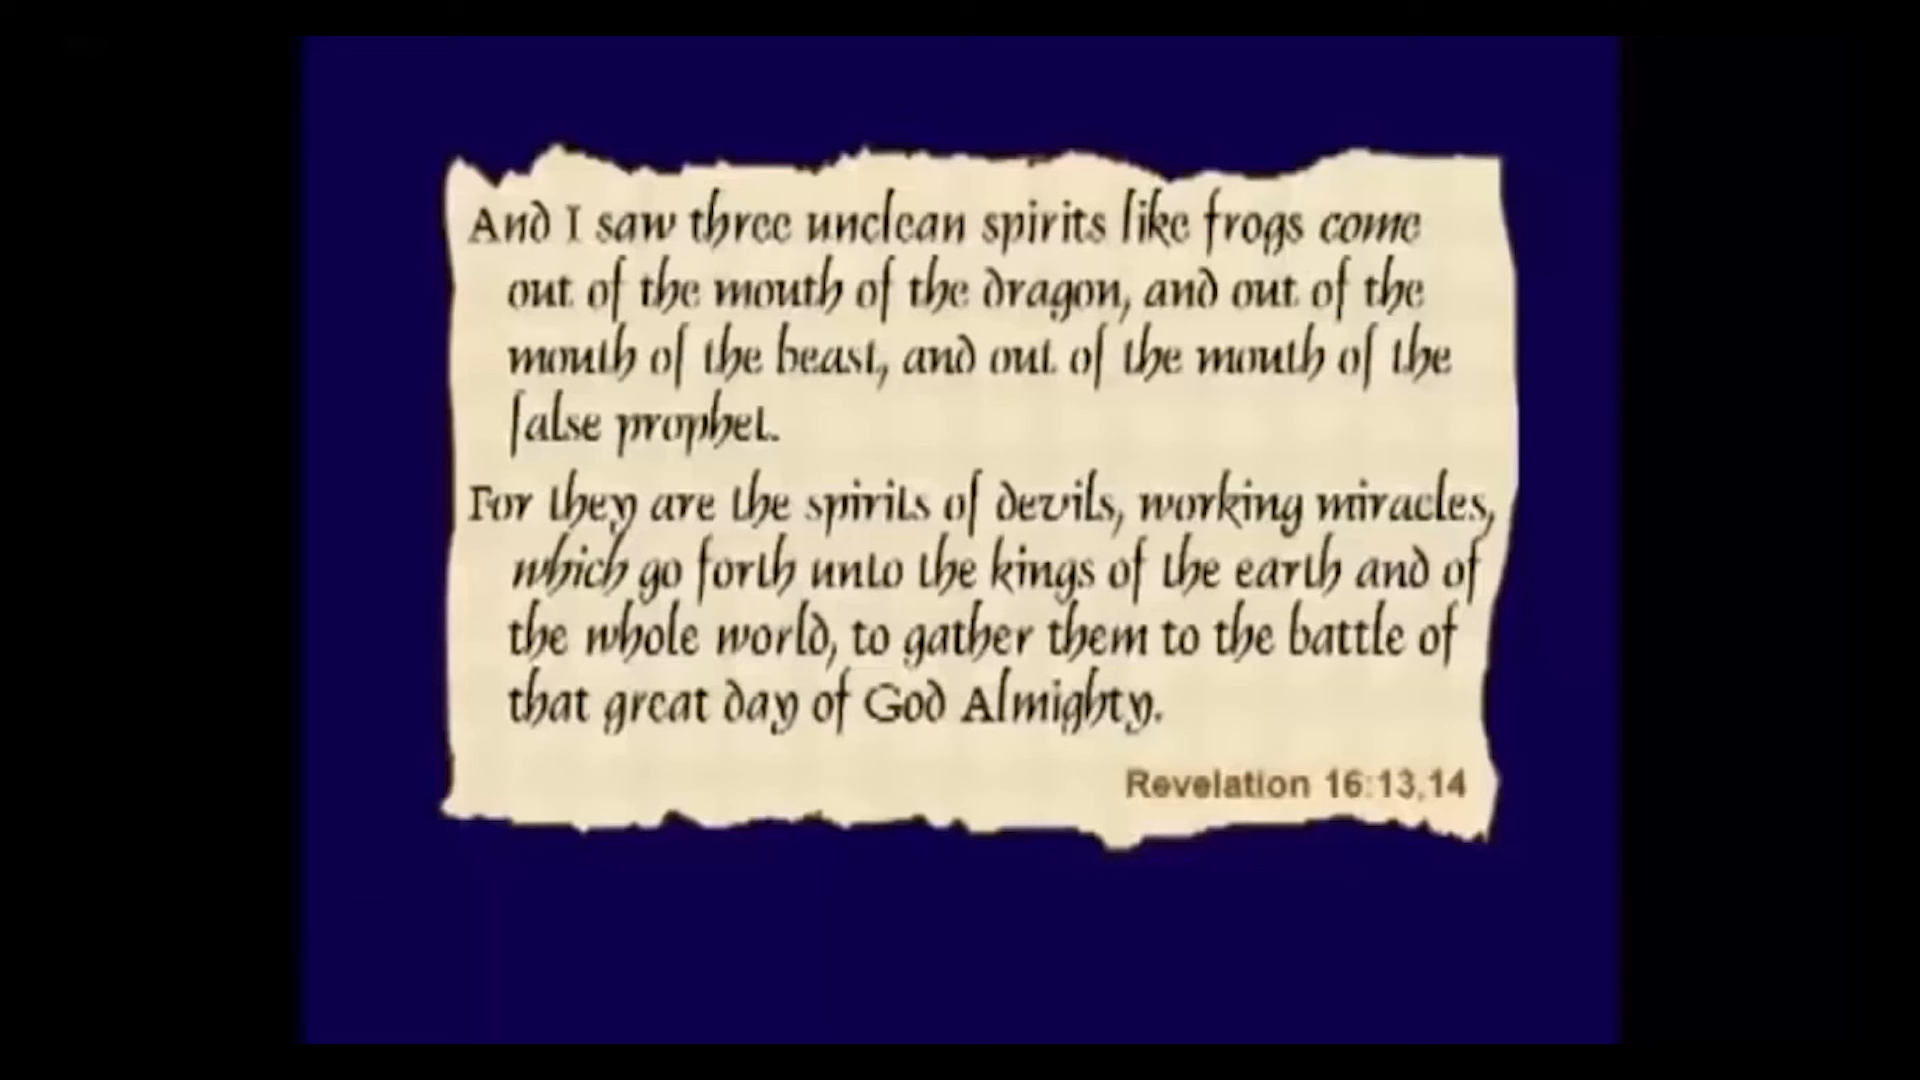 And I saw three unclean spirits like frogs come
out of the mouth of the dragon, and out of the
mouth of the beast, and out of the mouth of the
false prophet.
For they are the spirits of devils, working miracles,
which go forth unto the kings of the earth and of
the whole world, to gather them to the battle of
that great day of God Almighty.
Revelation 16:13,14